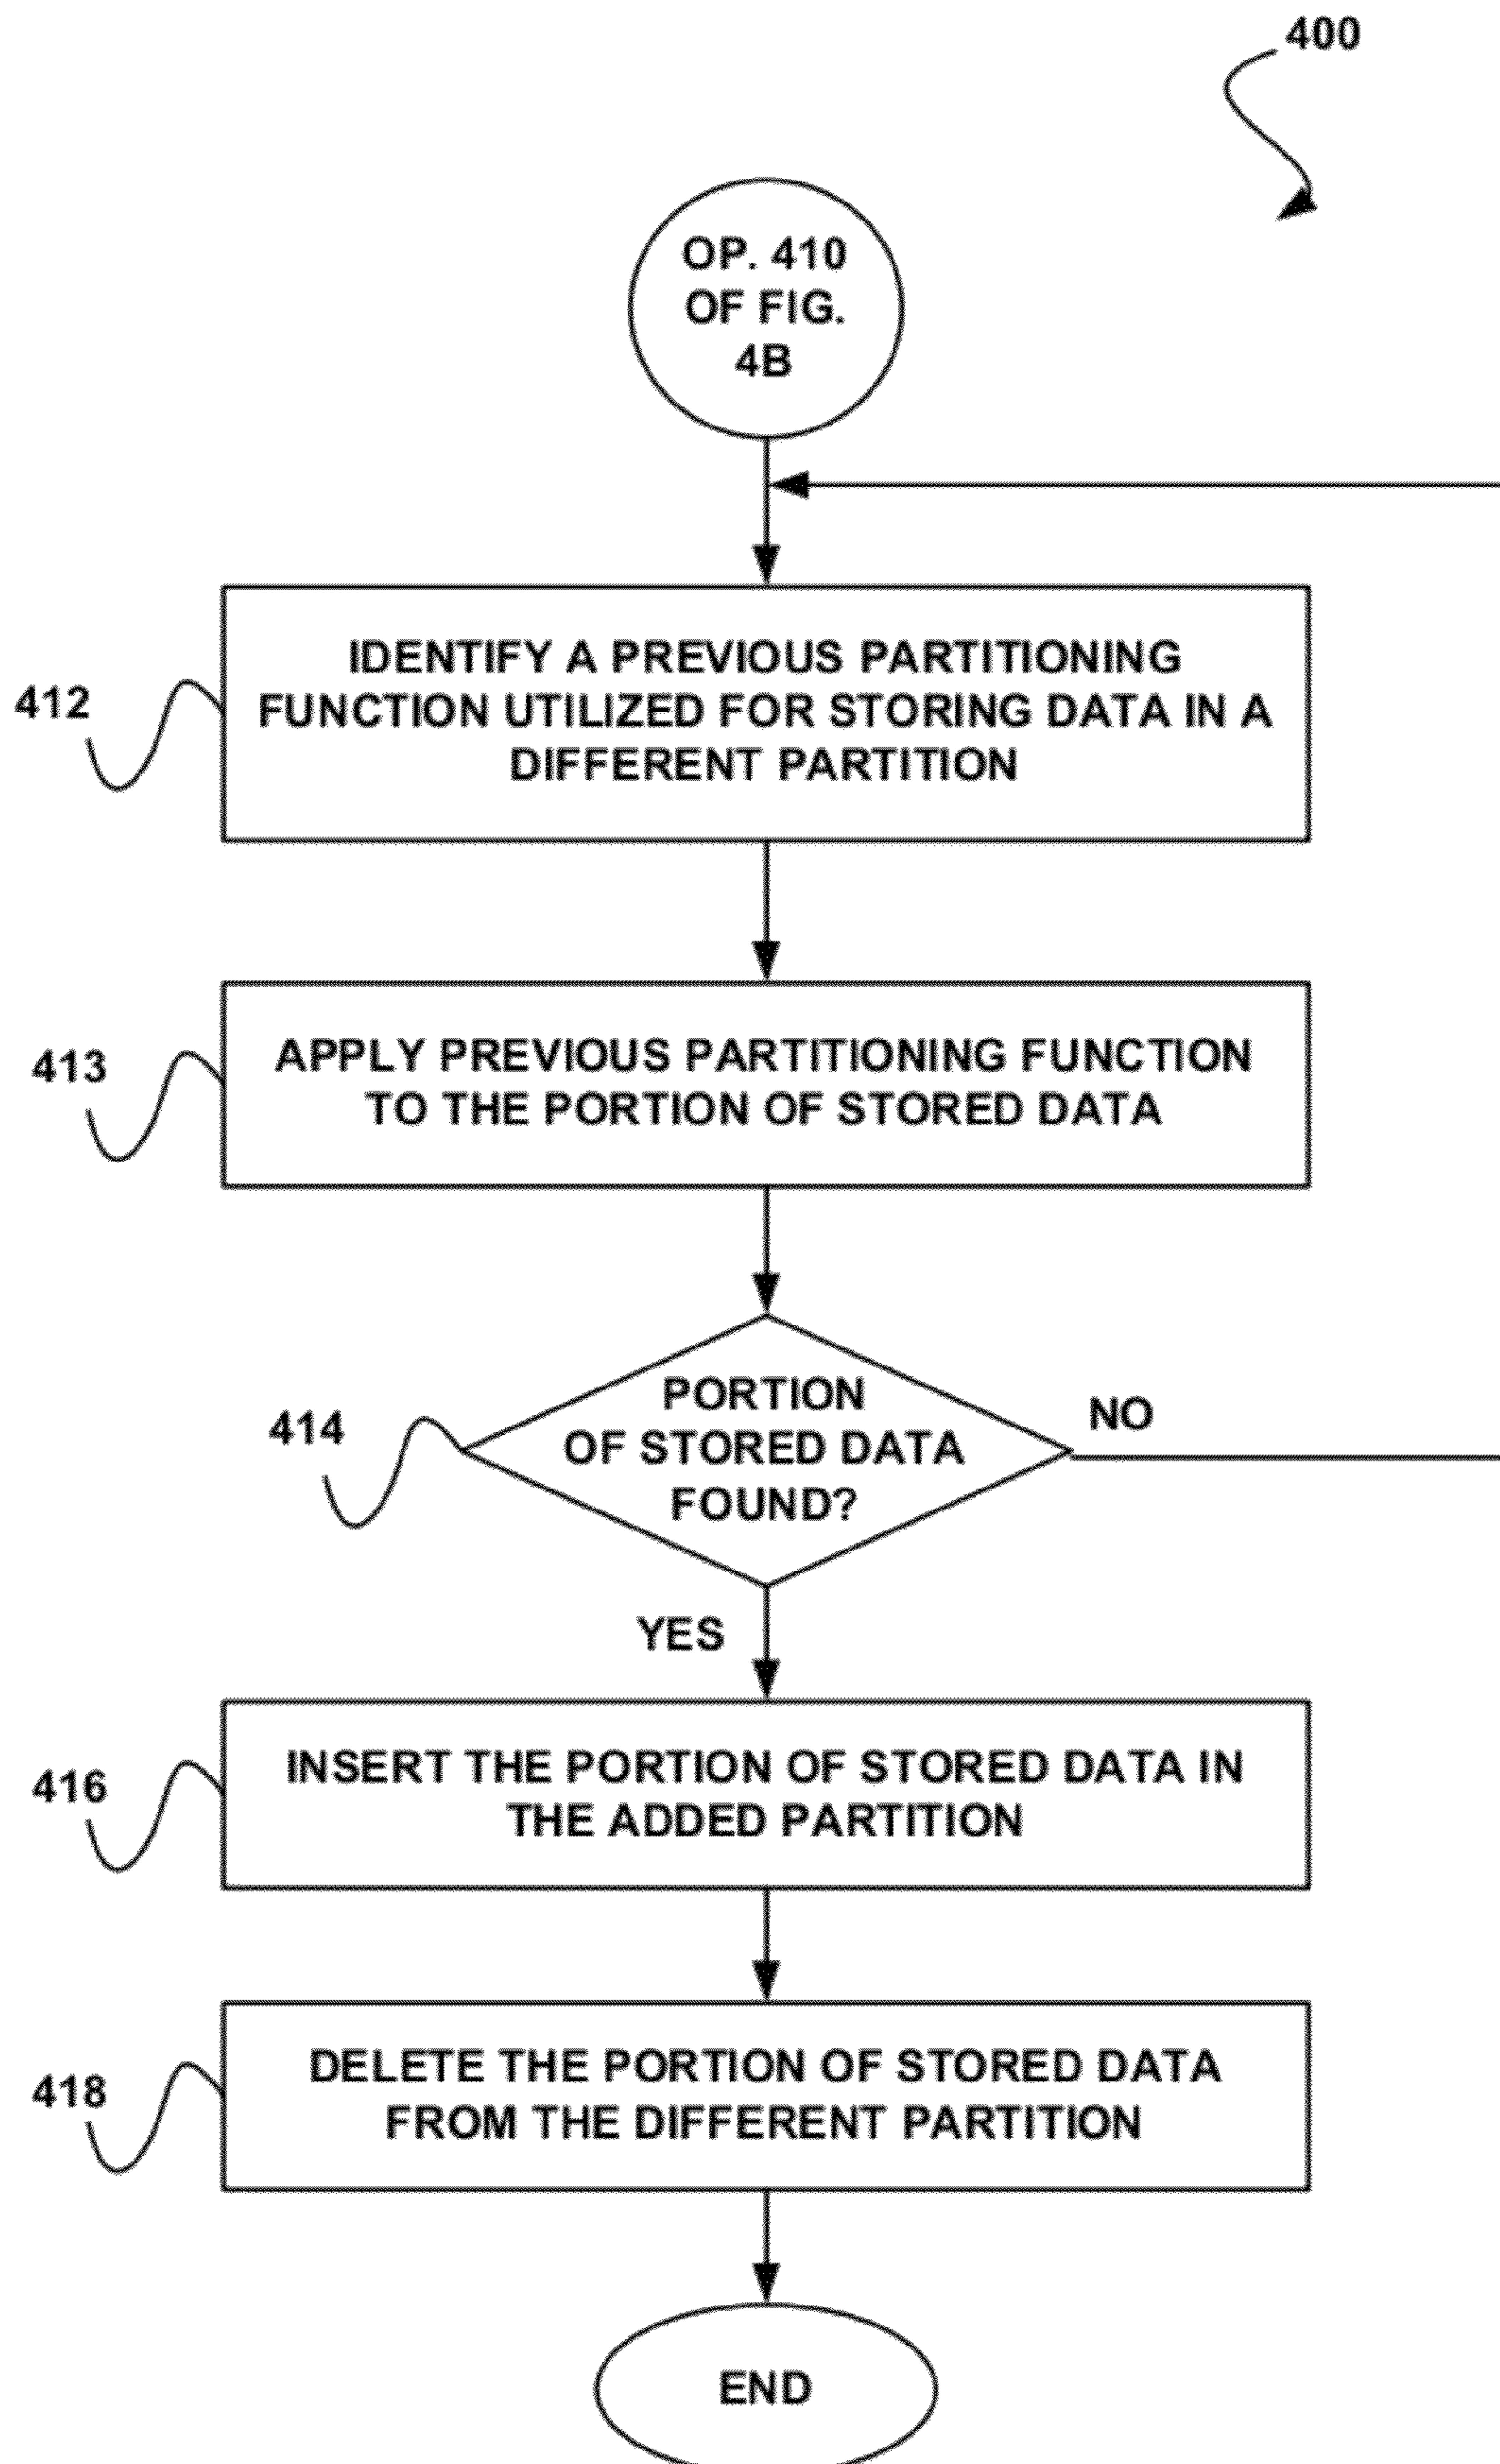 400
OP. 410
OF FIG.
4B
IDENTIFY A PREVIOUS PARTITIONING
FUNCTION UTILIZED FOR STORING DATA IN A
DIFFERENT PARTITION
412
APPLY PREVIOUS PARTITIONING FUNCTION
TO THE PORTION OF STORED DATA
413
PORTION
OF STORED DATA
FOUND?
414
NO
YES
INSERT THE PORTION OF STORED DATA IN
THE ADDED PARTITION
416
DELETE THE PORTION OF STORED DATA
FROM THE DIFFERENT PARTITION
418
END